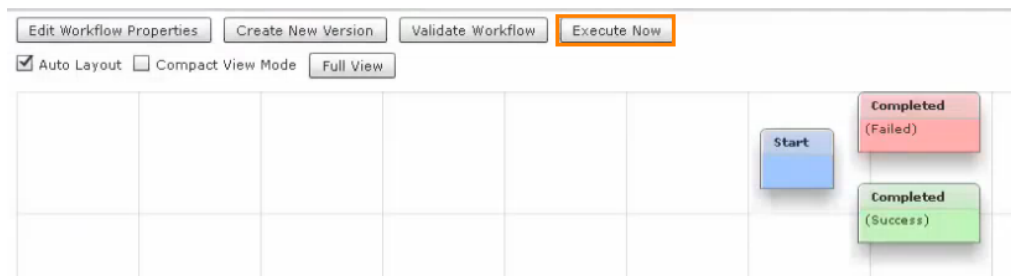 Edit Workflow Properties Create New Version Validate Workflow Execute Now
Auto Layout Compact View Mode Full View
Completed
(Failed)
Start
Completed
(Success)